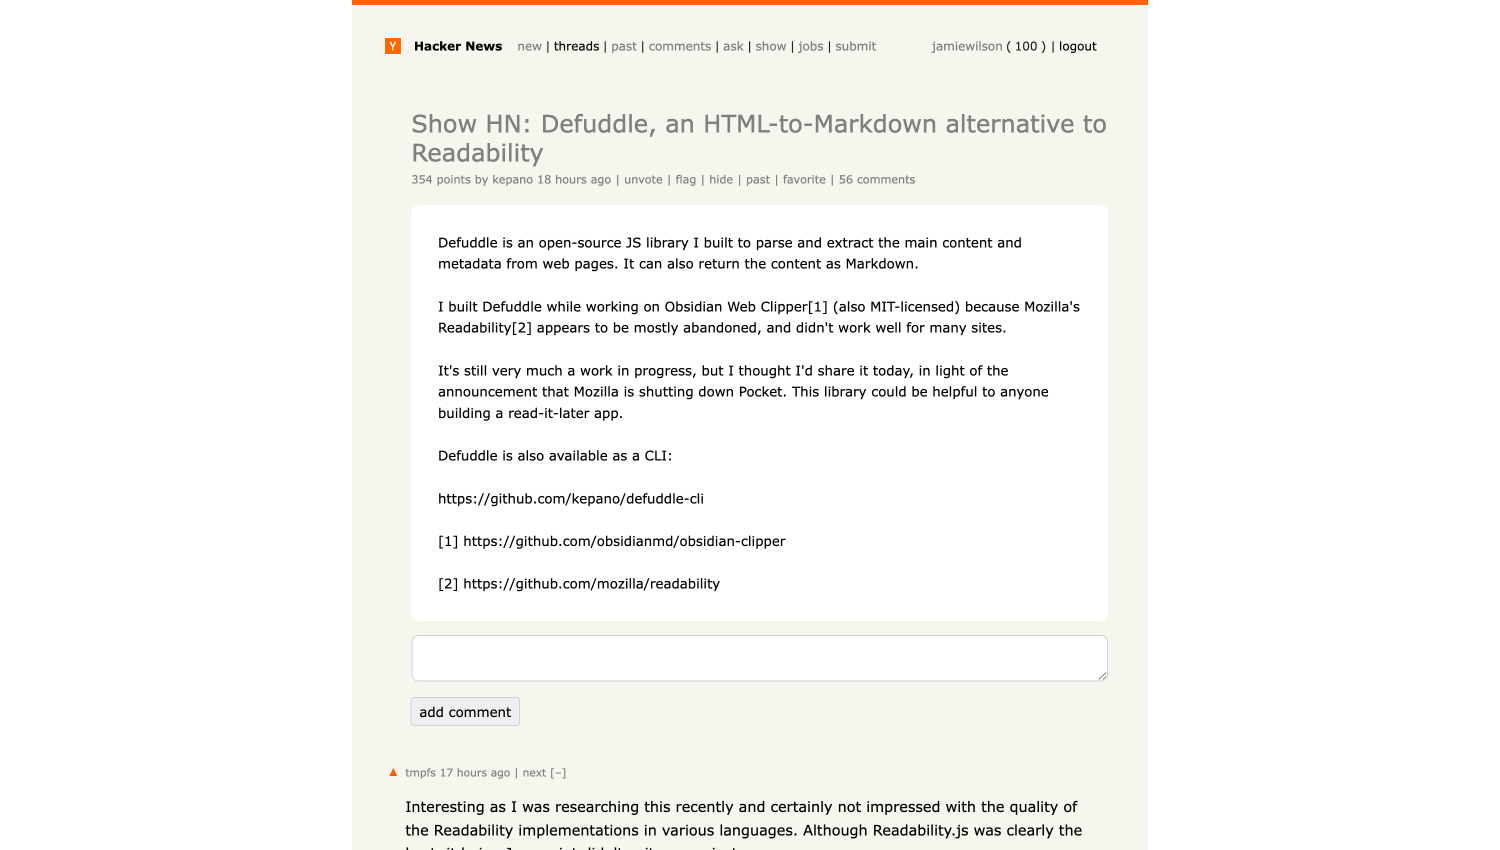 Y Hacker News new | threads | past | comments | ask | show | jobs | submit jamiewilson ( 100 ) | logout
Show HN: Defuddle, an HTML-to-Markdown alternative to
Readability
354 points by kepano 18 hours ago | unvote | flag | hide | past | favorite | 56 comments
Defuddle is an open-source JS library I built to parse and extract the main content and
metadata from web pages. It can also return the content as Markdown.
I built Defuddle while working on Obsidian Web Clipper[1] (also MIT-licensed) because Mozilla's
Readability[2] appears to be mostly abandoned, and didn't work well for many sites.
It's still very much a work in progress, but I thought I'd share it today, in light of the
announcement that Mozilla is shutting down Pocket. This library could be helpful to anyone
building a read-it-later app.
Defuddle is also available as a CLI:
https://github.com/kepano/defuddle-cli
[1] https://github.com/obsidianmd/obsidian-clipper
[2] https://github.com/mozilla/readability
add comment
▲ tmpfs 17 hours ago | next [–]
Interesting as I was researching this recently and certainly not impressed with the quality of
the Readability implementations in various languages. Although Readability.js was clearly the